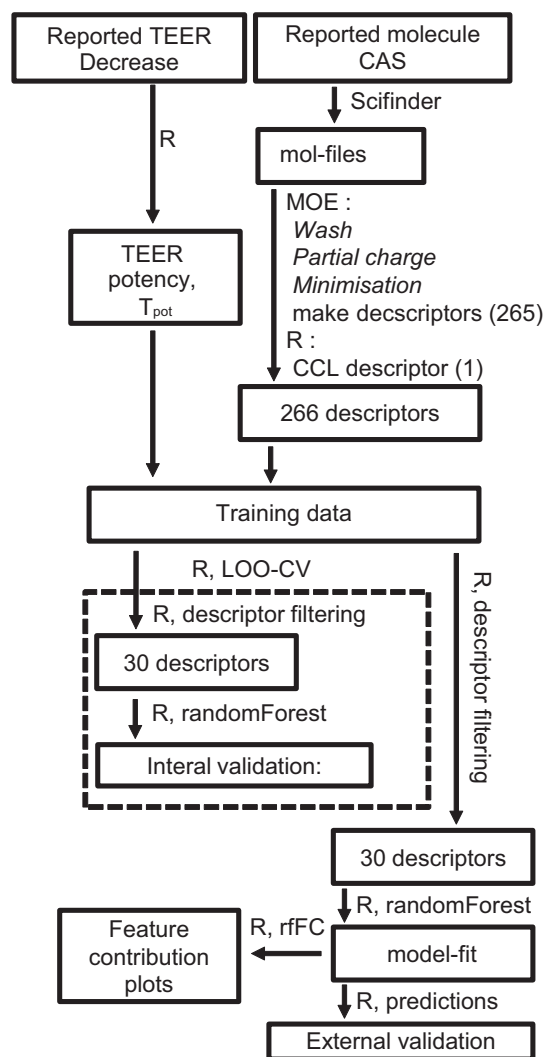 Reported TEER
Decrease
Reported molecule
CAS
Scifinder
R
mol-files
MOE :
Wash
Partial charge
Minimisation
make decscriptors (265)
R :
CCL descriptor (1)
TEER
potency,
Tpot
266 descriptors
Training data
R, LOO-CV
R, descriptor filtering
30 descriptors
R, randomForest
Interal validation:
R, descriptor filtering
30 descriptors
R, randomForest
R, rfFC
Feature
contribution
plots
model-fit
R, predictions
External validation